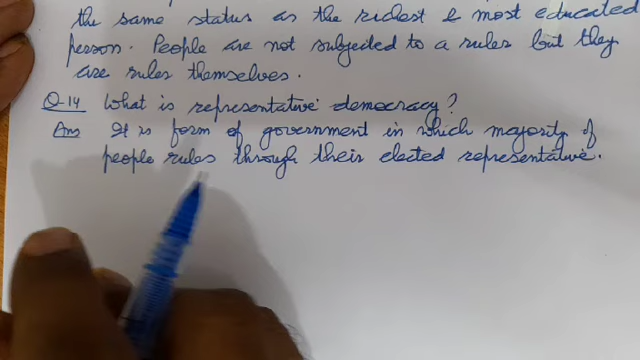 the same status as the richest & most educated
person. People are not subjected to a rules but they
are rules themselves.
Q-14 What is representative democracy?
Ans It is form of government in which majority of
people rules through their elected representative.